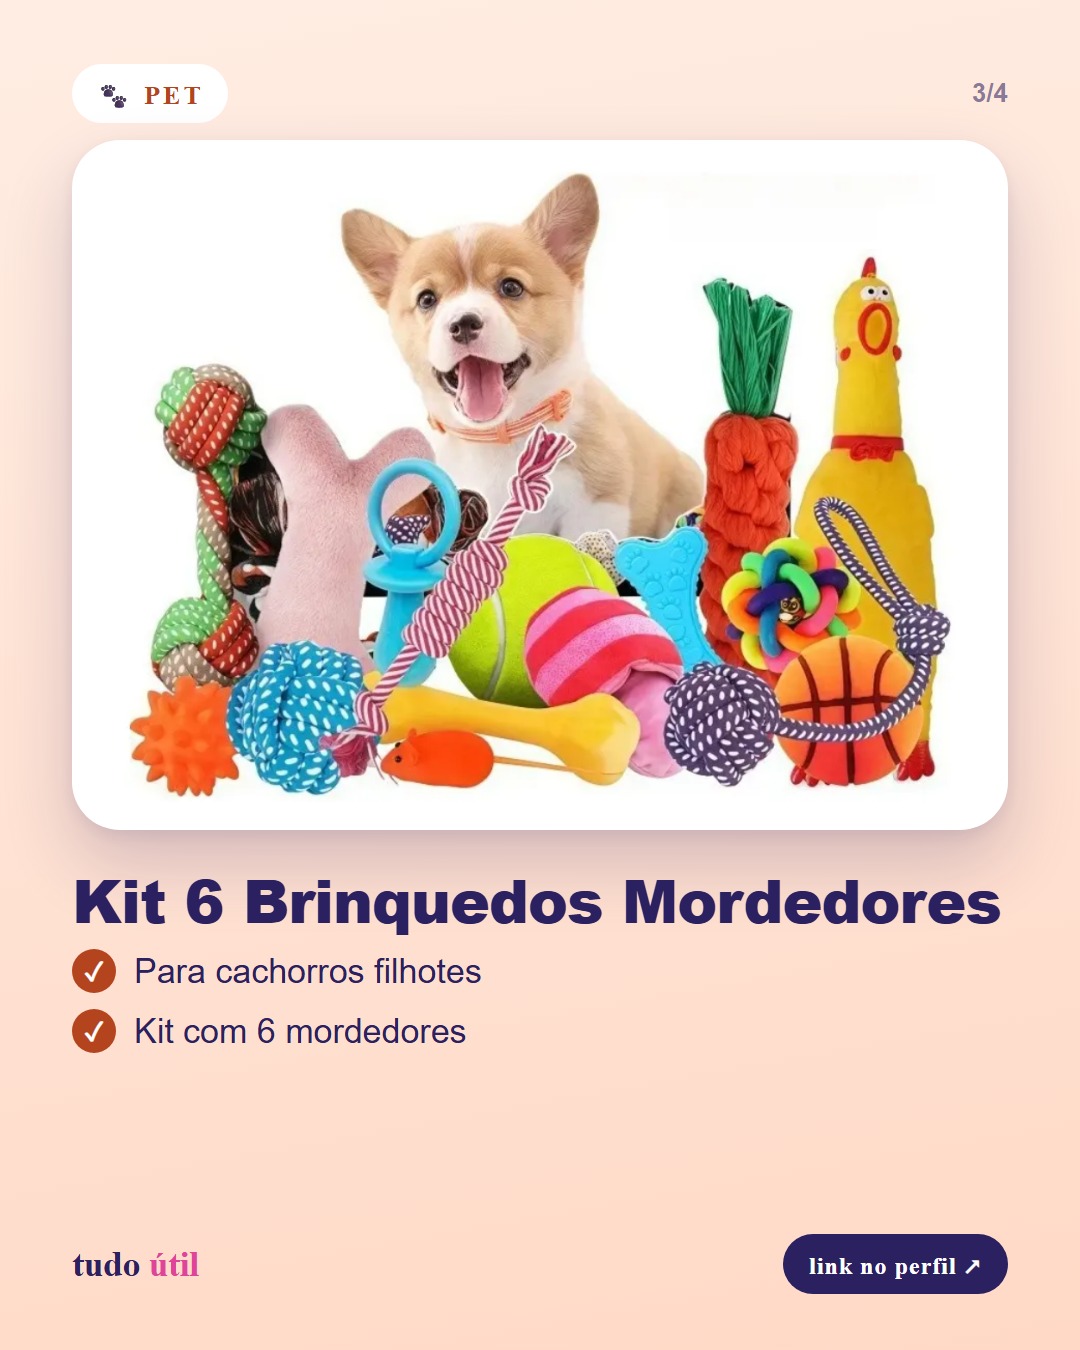 PET
3/4
Kit 6 Brinquedos Mordedores
Para cachorros filhotes
Kit com 6 mordedores
tudo útil
link no perfil ↗